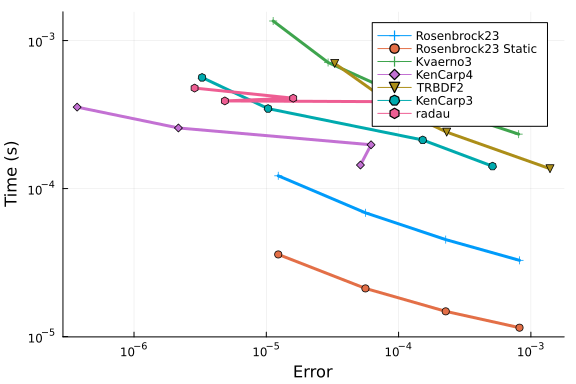 Time (s)
10⁻³
10⁻⁴
10⁻⁵
Rosenbrock23
Rosenbrock23 Static
Kvaerno3
KenCarp4
TRBDF2
KenCarp3
radau
10⁻⁶
10⁻⁵
10⁻⁴
10⁻³
Error